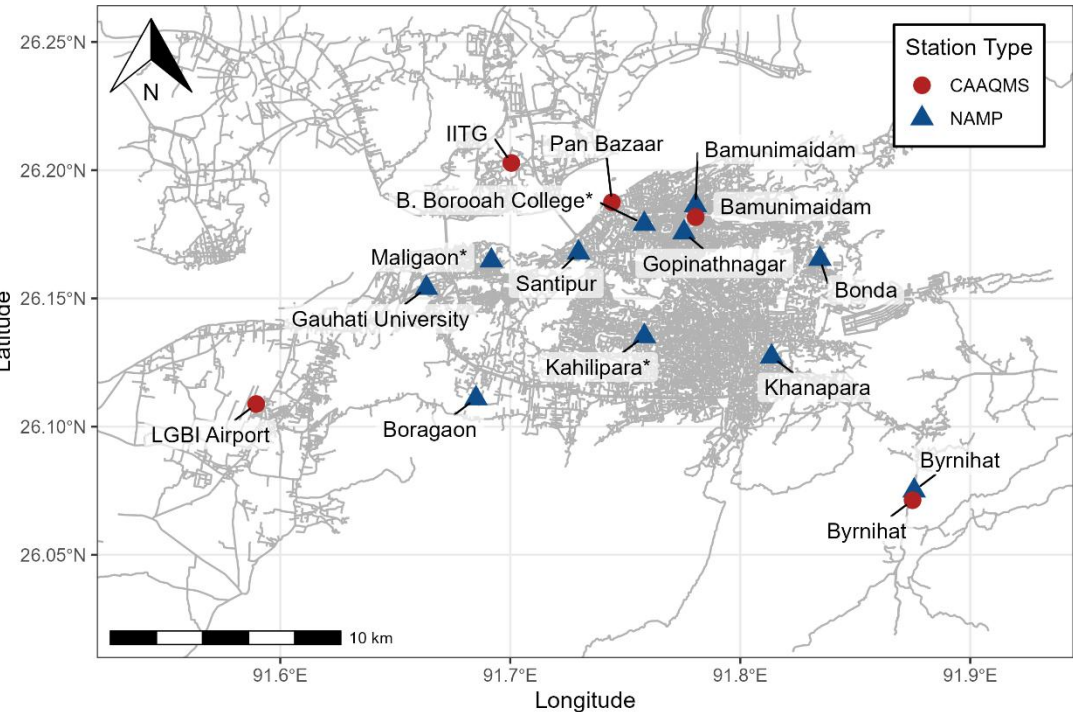 26.25°N
26.20°N
26.15°N
26.10°N
26.05°N
Latitude
N
Station Type
CAAQMS
NAMP
IITG
Pan Bazaar
Bamunimaidam
B. Borooah College*
Bamunimaidam
Maligaon*
Santipur
Gopinathnagar
Bonda
Gauhati University
Kahilipara*
Khanapara
LGBI Airport
Boragaon
Byrnihat
Byrnihat
10 km
91.6°E
91.7°E
91.8°E
91.9°E
Longitude